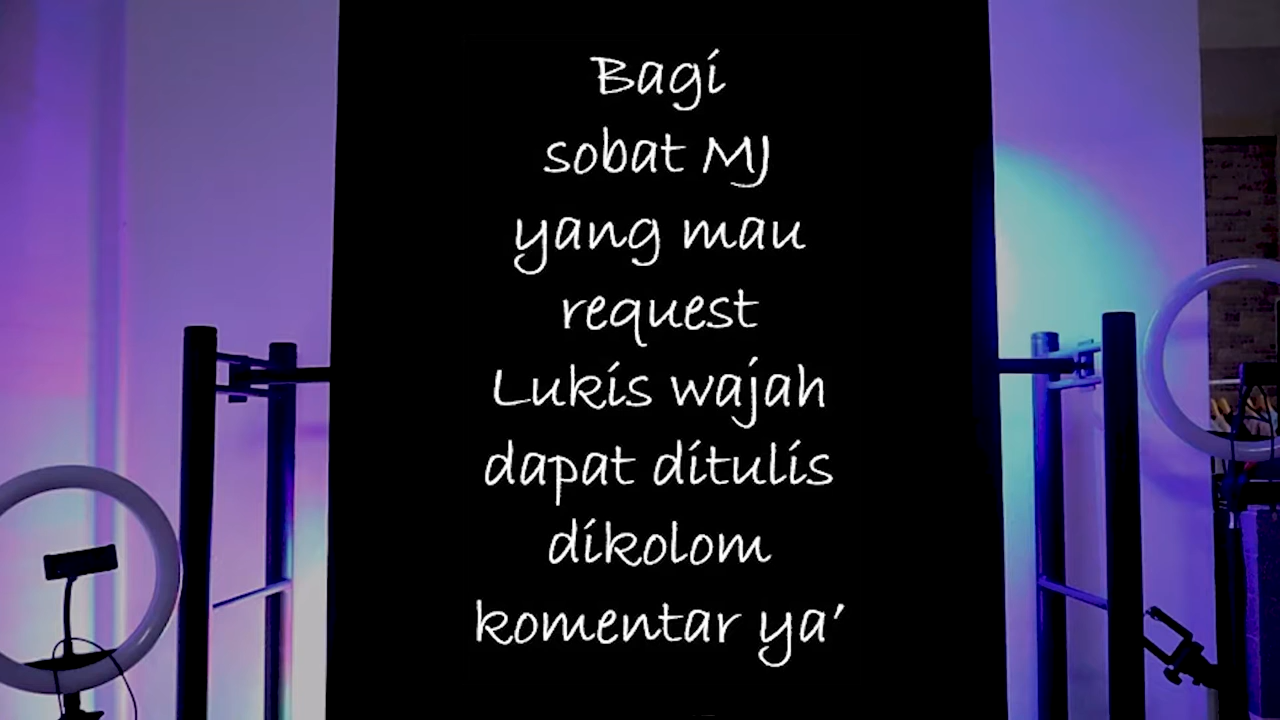 Bagi
sobat MJ
yang mau
request
Lukis wajah
dapat ditulis
dikolom
komentar ya'